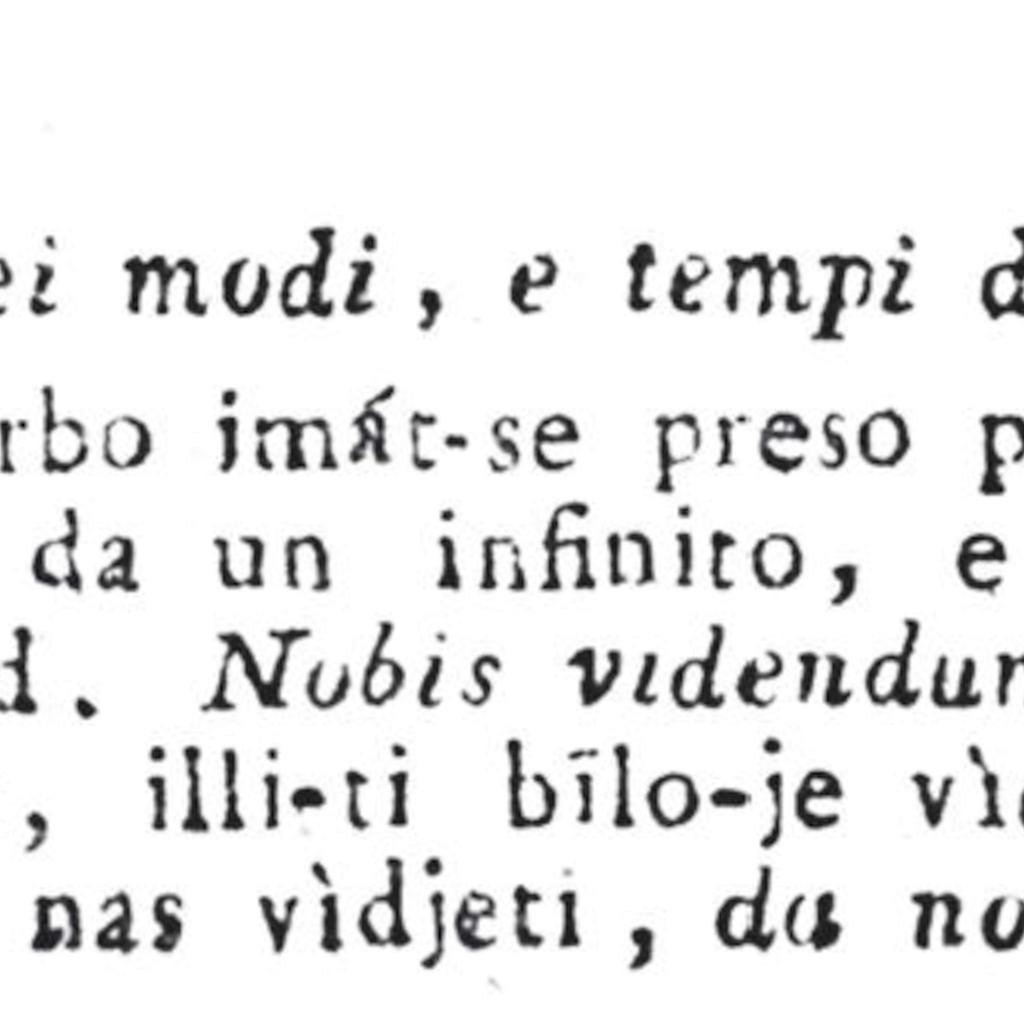 ei modi, e tempi d
rbo imát-se preso p
da un infinito, e
d. Nobis videndur
, illi-ti bīlo-je vì
nas vìdjeti, da no